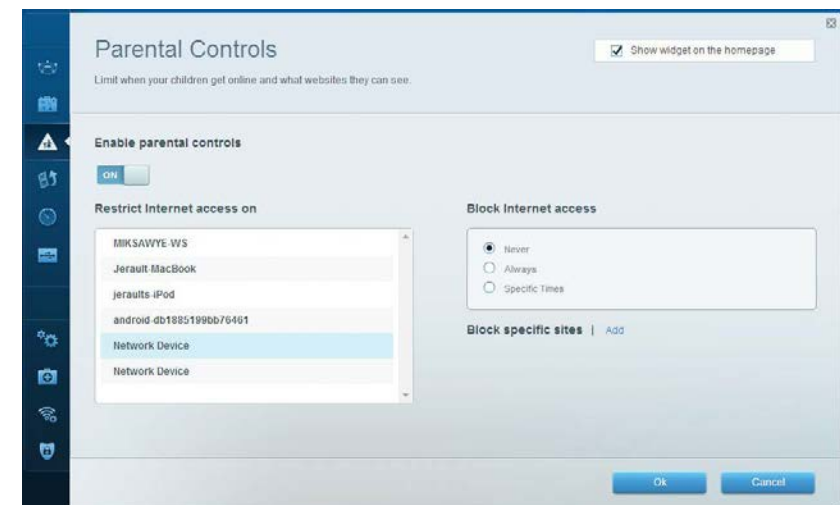 Parental Controls
Show widget on the homepage
Limit when your children get online and what websites they can see.
Enable parental controls
ON
Restrict Internet access on
MIKSAWYE-WS
Jerault-MacBook
jeraults-iPod
android-db1885199bb76461
Network Device
Network Device
Block Internet access
Never
Always
Specific Times
Block specific sites | Add
Ok
Cancel